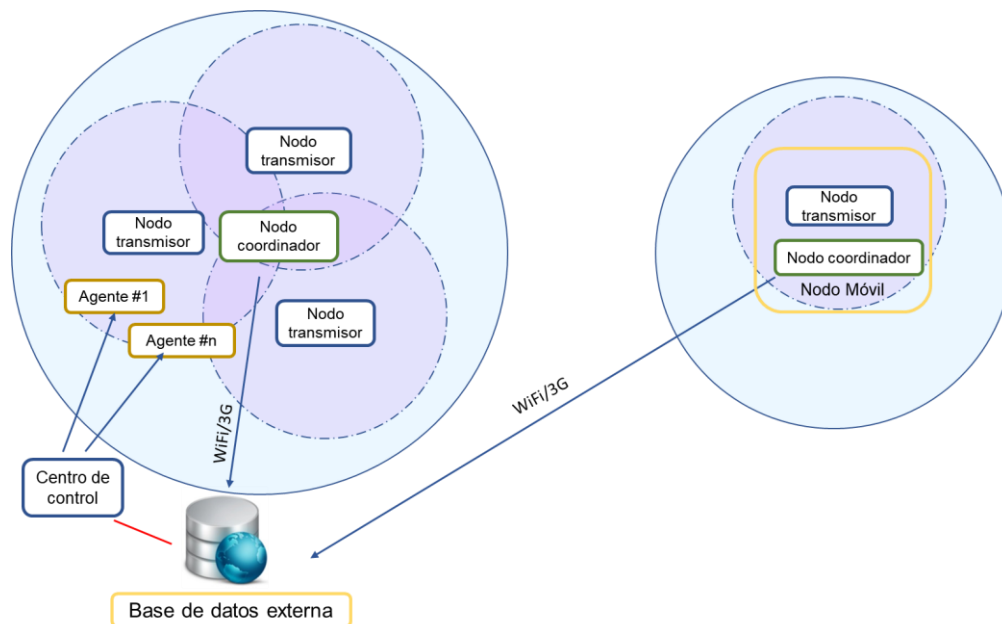 Nodo
transmisor
Nodo
transmisor
Nodo
coordinador
Agente #1
Agente #n
Nodo
transmisor
WiFi/3G
Centro de
control
Base de datos externa
Nodo
transmisor
Nodo coordinador
Nodo Móvil
WiFi/3G